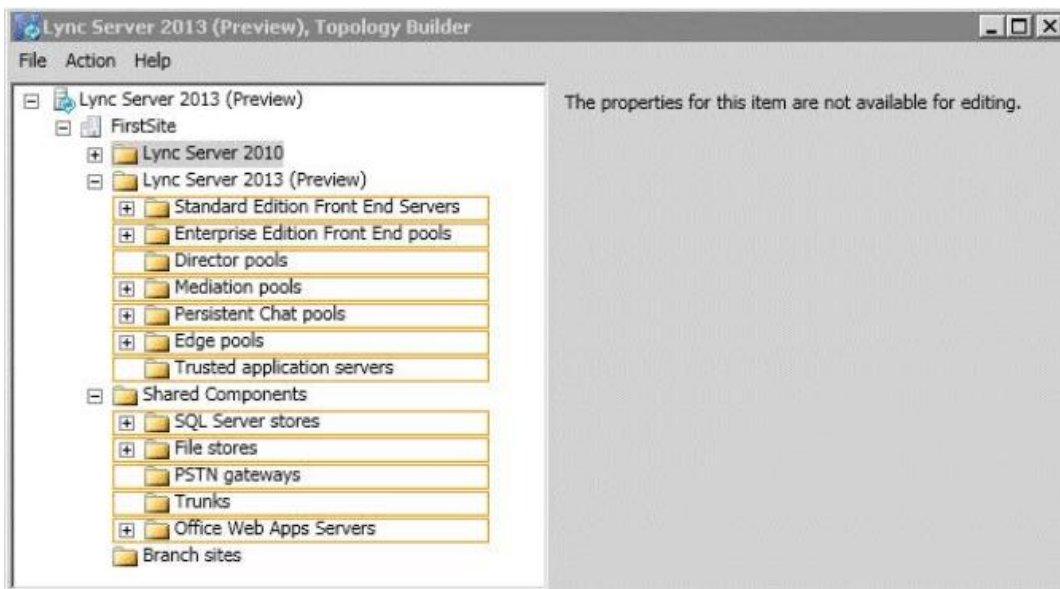 Lync Server 2013 (Preview), Topology Builder
File Action Help
Lync Server 2013 (Preview)
FirstSite
Lync Server 2010
Lync Server 2013 (Preview)
Standard Edition Front End Servers
Enterprise Edition Front End pools
Director pools
Mediation pools
Persistent Chat pools
Edge pools
Trusted application servers
Shared Components
SQL Server stores
File stores
PSTN gateways
Trunks
Office Web Apps Servers
Branch sites
The properties for this item are not available for editing.